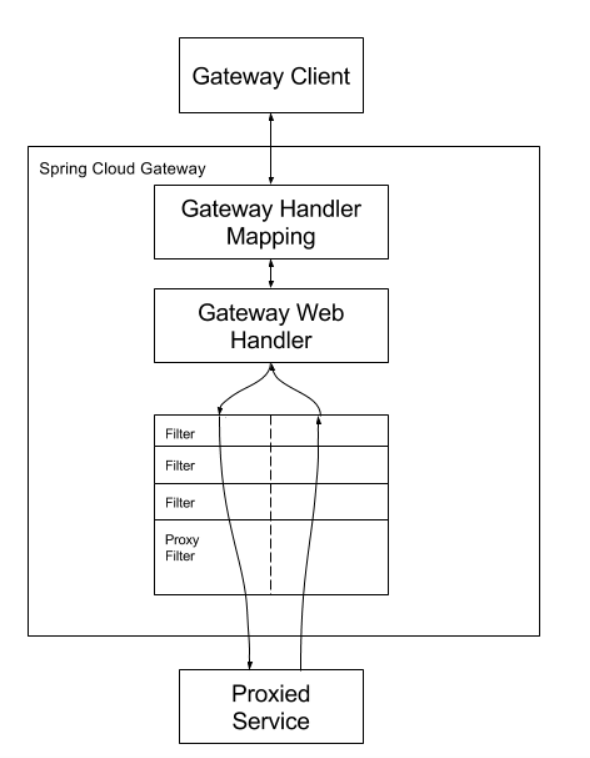 Gateway Client
Spring Cloud Gateway
Gateway Handler
Mapping
Gateway Web
Handler
Filter
Filter
Filter
Proxy
Filter
Proxied
Service